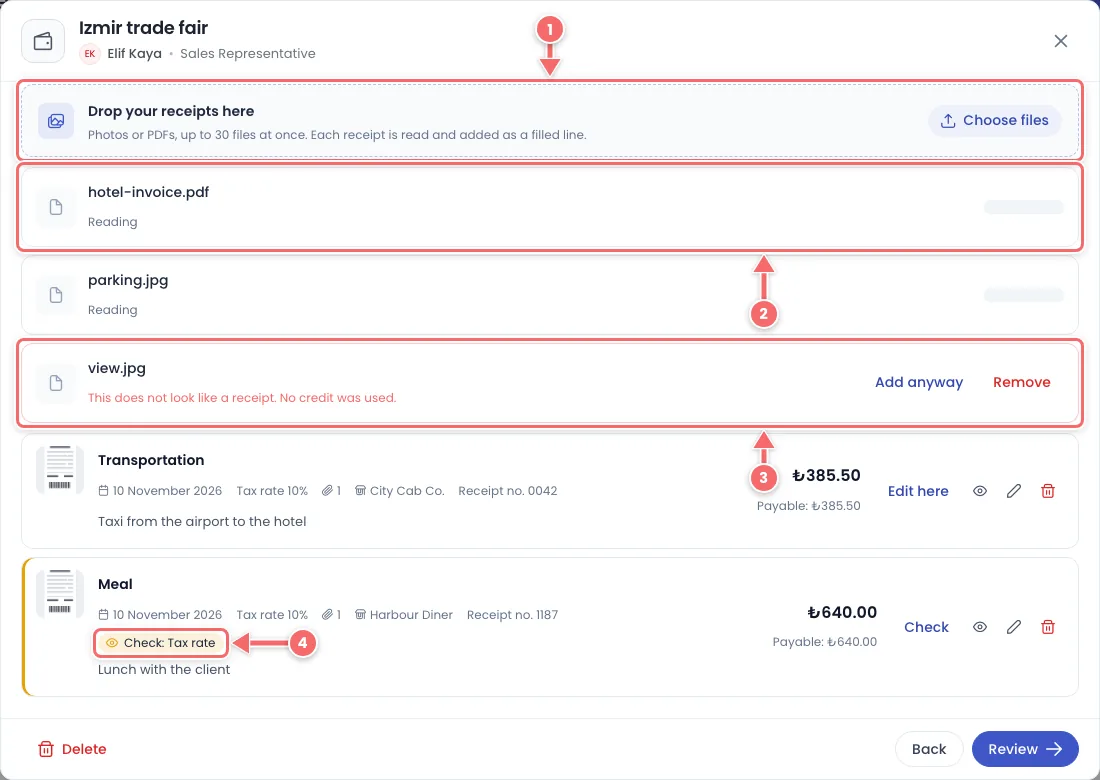 Izmir trade fair
EK Elif Kaya • Sales Representative
1
Drop your receipts here
Photos or PDFs, up to 30 files at once. Each receipt is read and added as a filled line.
Choose files
hotel-invoice.pdf
Reading
parking.jpg
Reading
2
view.jpg
This does not look like a receipt. No credit was used.
Add anyway Remove
3
Transportation
10 November 2026 Tax rate 10% 1 City Cab Co. Receipt no. 0042
Taxi from the airport to the hotel
₺385.50
Payable: ₺385.50
Edit here
Meal
10 November 2026 Tax rate 10% 1 Harbour Diner Receipt no. 1187
Check: Tax rate
4
Lunch with the client
₺640.00
Payable: ₺640.00
Check
Delete
Back Review